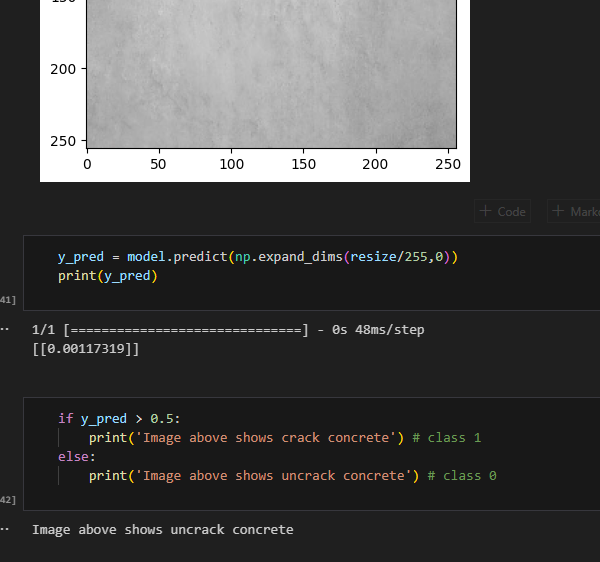 150
200
250
0 50 100 150 200 250
+ Code + Mark
y_pred = model.predict(np.expand_dims(resize/255,0))
print(y_pred)
41]
1/1 [==============================] - 0s 48ms/step
[[0.00117319]]
if y_pred > 0.5:
print('Image above shows crack concrete') # class 1
else:
print('Image above shows uncrack concrete') # class 0
42]
Image above shows uncrack concrete